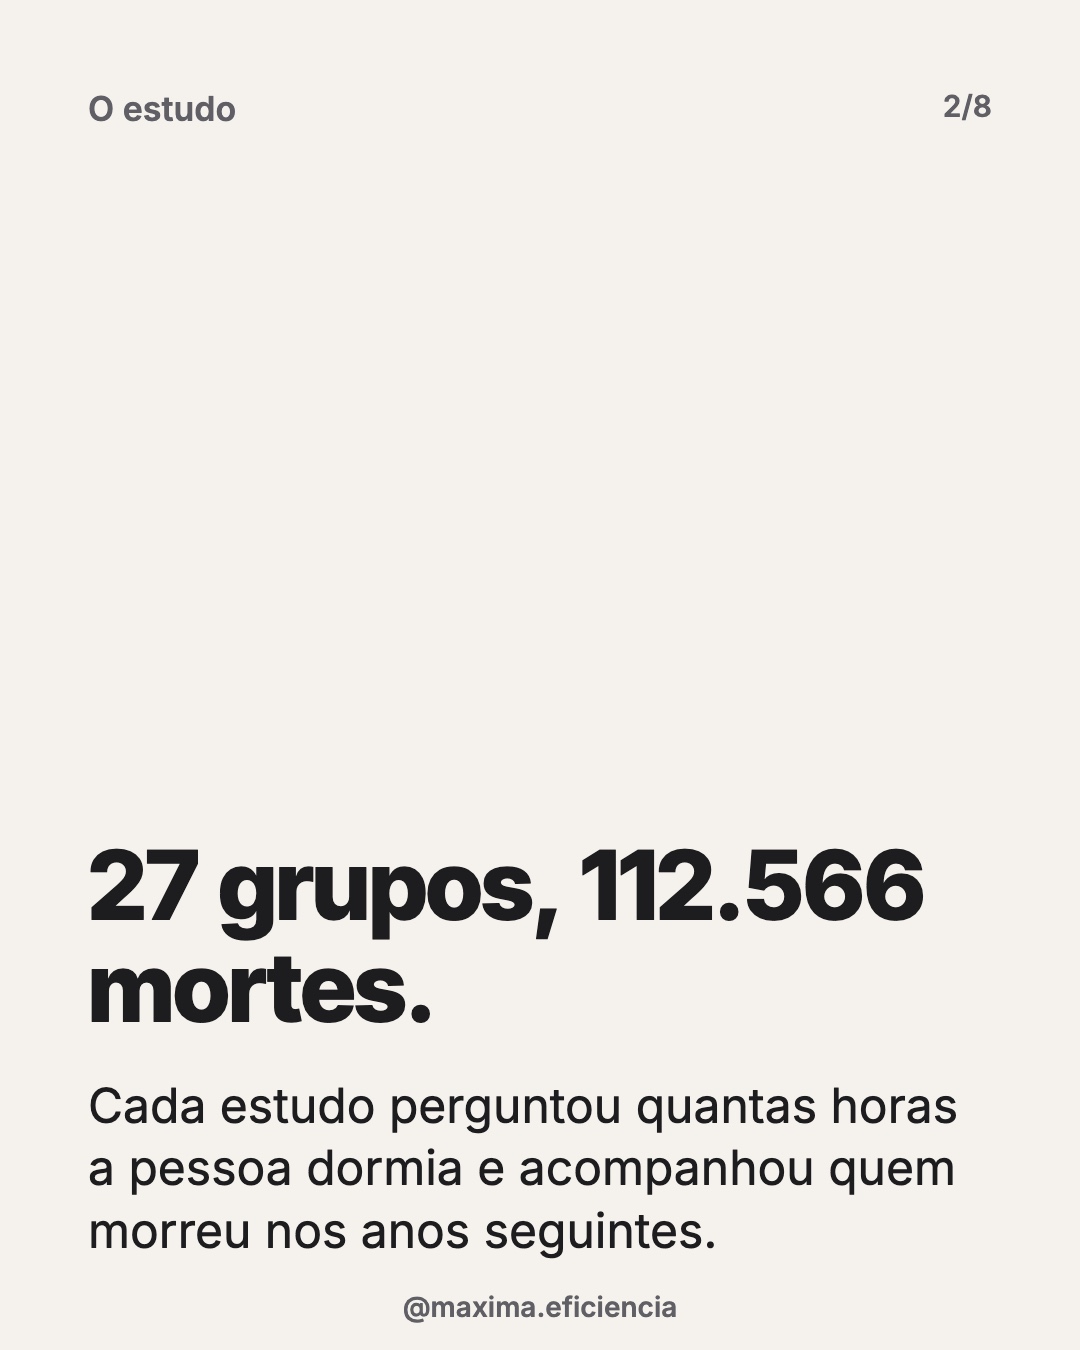 O estudo
2/8
27 grupos, 112.566
mortes.
Cada estudo perguntou quantas horas
a pessoa dormia e acompanhou quem
morreu nos anos seguintes.
@maxima.eficiencia